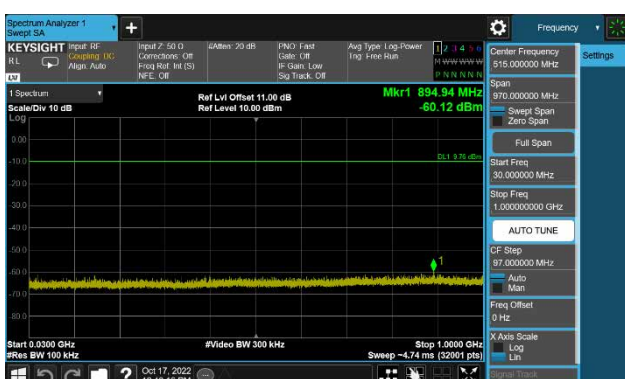 Spectrum Analyzer 1
Swept SA
+
Frequency
KEYSIGHT
Input: RF
Input Z: 50 Ω
#Atten: 20 dB
PNO: Fast
Avg Type: Log-Power
1 2 3 4 5 6
RL
Coupling: DC
Corrections: Off
Gate: Off
Trig: Free Run
M W W W W W
Align: Auto
Freq Ref: Int (S)
IF Gain: Low
P N N N N N
NFE: Off
Sig Track: Off
1 Spectrum
Ref Lvl Offset 11.00 dB
Mkr1 894.94 MHz
Scale/Div 10 dB
Ref Level 10.00 dBm
-60.12 dBm
Log
0.00
DL1 9.76 dBm
-10.0
-20.0
-30.0
-40.0
-50.0
1
-60.0
-70.0
-80.0
Start 0.0300 GHz
#Video BW 300 kHz
Stop 1.0000 GHz
#Res BW 100 kHz
Sweep ~4.74 ms (32001 pts)
?
Oct 17, 2022
Center Frequency
515.000000 MHz
Settings
Span
970.000000 MHz
Swept Span
Zero Span
Full Span
Start Freq
30.000000 MHz
Stop Freq
1.000000000 GHz
AUTO TUNE
CF Step
97.000000 MHz
Auto
Man
Freq Offset
0 Hz
X Axis Scale
Log
Lin
Signal Track